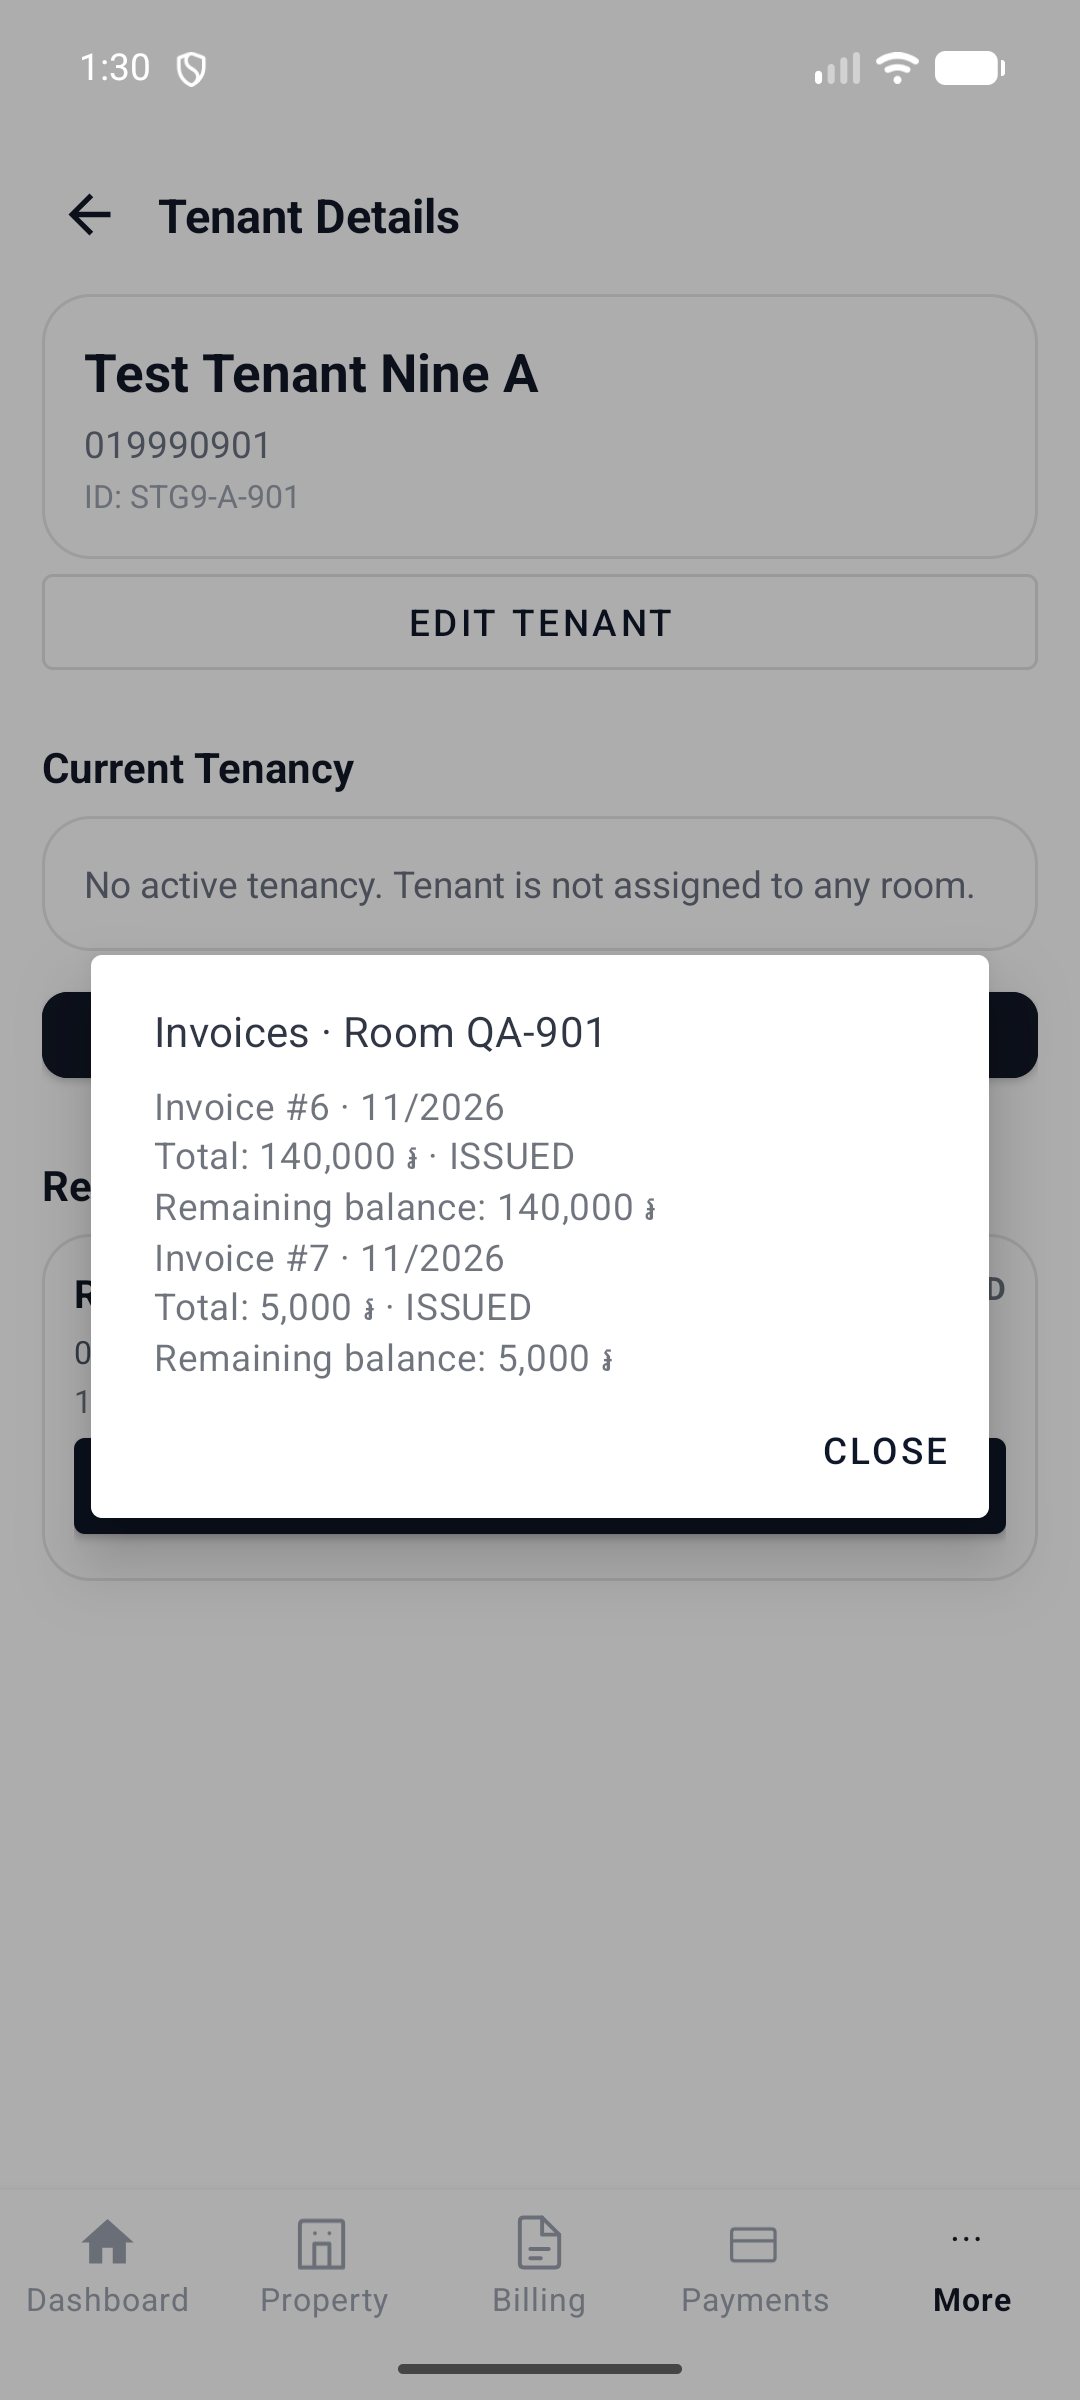 1:30
Tenant Details
Test Tenant Nine A
019990901
ID: STG9-A-901
EDIT TENANT
Current Tenancy
No active tenancy. Tenant is not assigned to any room.
Invoices · Room QA-901
Invoice #6 · 11/2026
Total: 140,000 ៛ · ISSUED
Remaining balance: 140,000 ៛
Invoice #7 · 11/2026
Total: 5,000 ៛ · ISSUED
Remaining balance: 5,000 ៛
CLOSE
Dashboard
Property
Billing
Payments
More